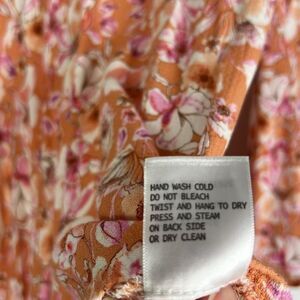 HAND WASH COLD
DO NOT BLEACH
TWIST AND HANG TO DRY
PRESS AND STEAM
ON BACK SIDE
OR DRY CLEAN